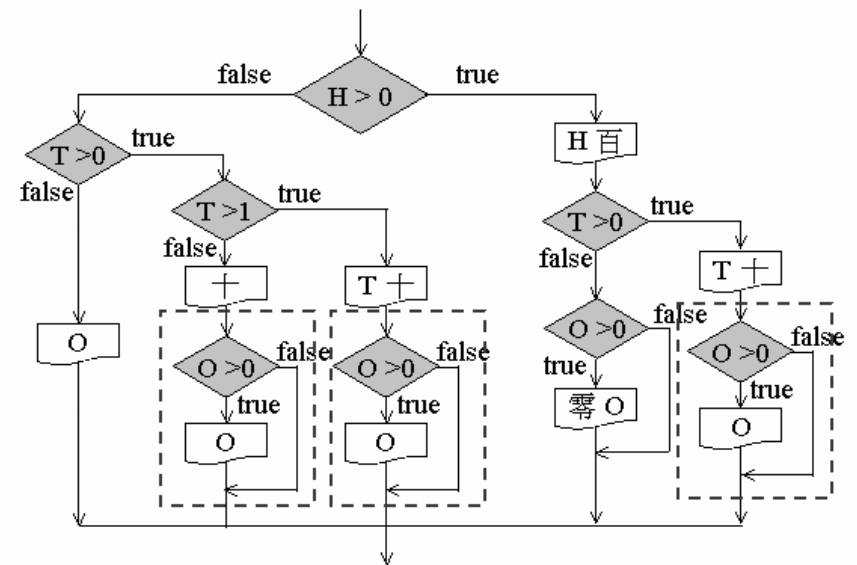 false
H > 0
true
T >0
true
false
H 百
T >1
true
false
T >0
true
false
十
T 十
T 十
O
O >0
false
true
O
O >0
false
true
O
O >0
false
true
零 O
O >0
false
true
O